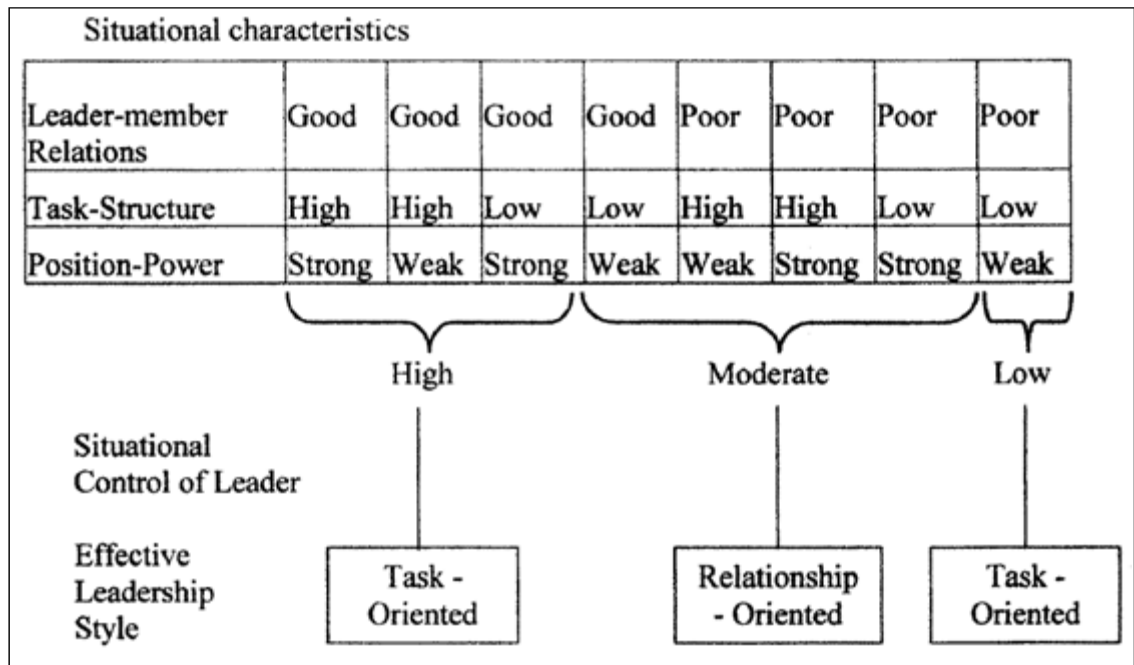 Situational characteristics
Leader-member Relations Good Good Good Good Poor Poor Poor Poor
Task-Structure High High Low Low High High Low Low
Position-Power Strong Weak Strong Weak Weak Strong Strong Weak
High Moderate Low
Situational
Control of Leader
Effective
Leadership
Style
Task -
Oriented
Relationship
- Oriented
Task -
Oriented